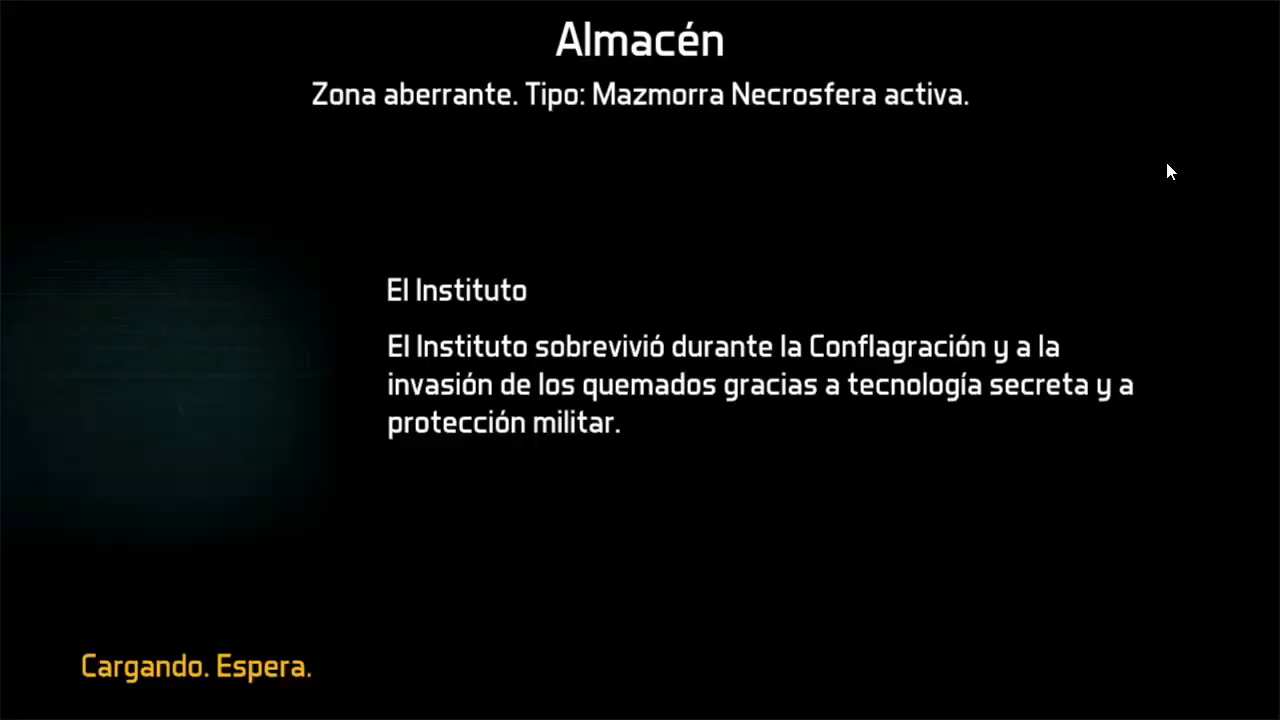 Almacén
Zona aberrante. Tipo: Mazmorra Necrosfera activa.
El Instituto
El Instituto sobrevivió durante la Conflagración y a la
invasión de los quemados gracias a tecnología secreta y a
protección militar.
Cargando. Espera.